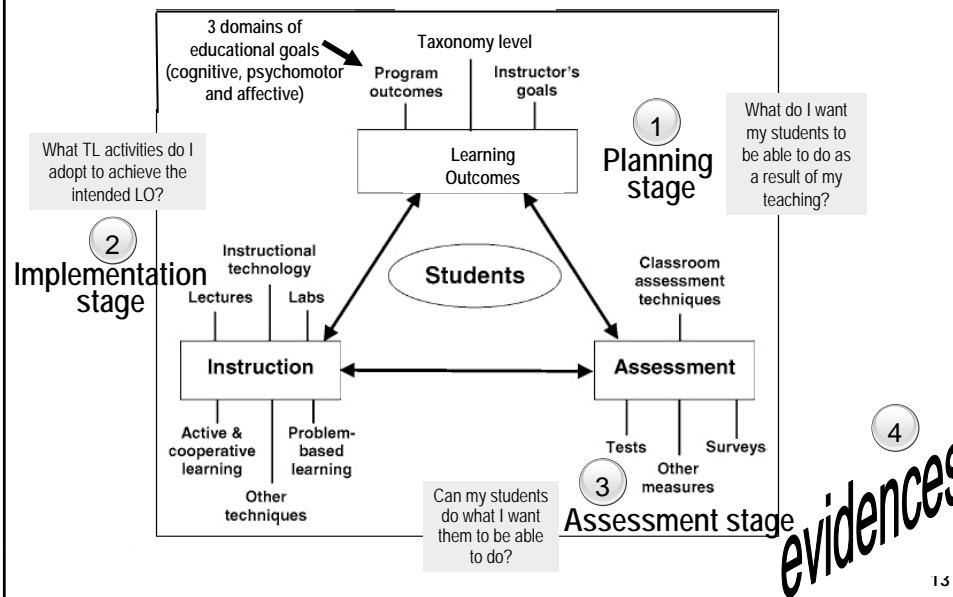 3 domains of
educational goals
(cognitive, psychomotor
and affective)
Taxonomy level
Program
outcomes
Instructor's
goals
Learning
Outcomes
1
Planning
stage
What do I want
my students to
be able to do as
a result of my
teaching?
What TL activities do I
adopt to achieve the
intended LO?
2
Implementation
stage
Instructional
technology
Lectures
Labs
Students
Classroom
assessment
techniques
Instruction
Assessment
Active &
cooperative
learning
Problem-
based
learning
Other
techniques
Tests
Other
measures
Surveys
3
Assessment stage
Can my students
do what I want
them to be able
to do?
4
evidences
13